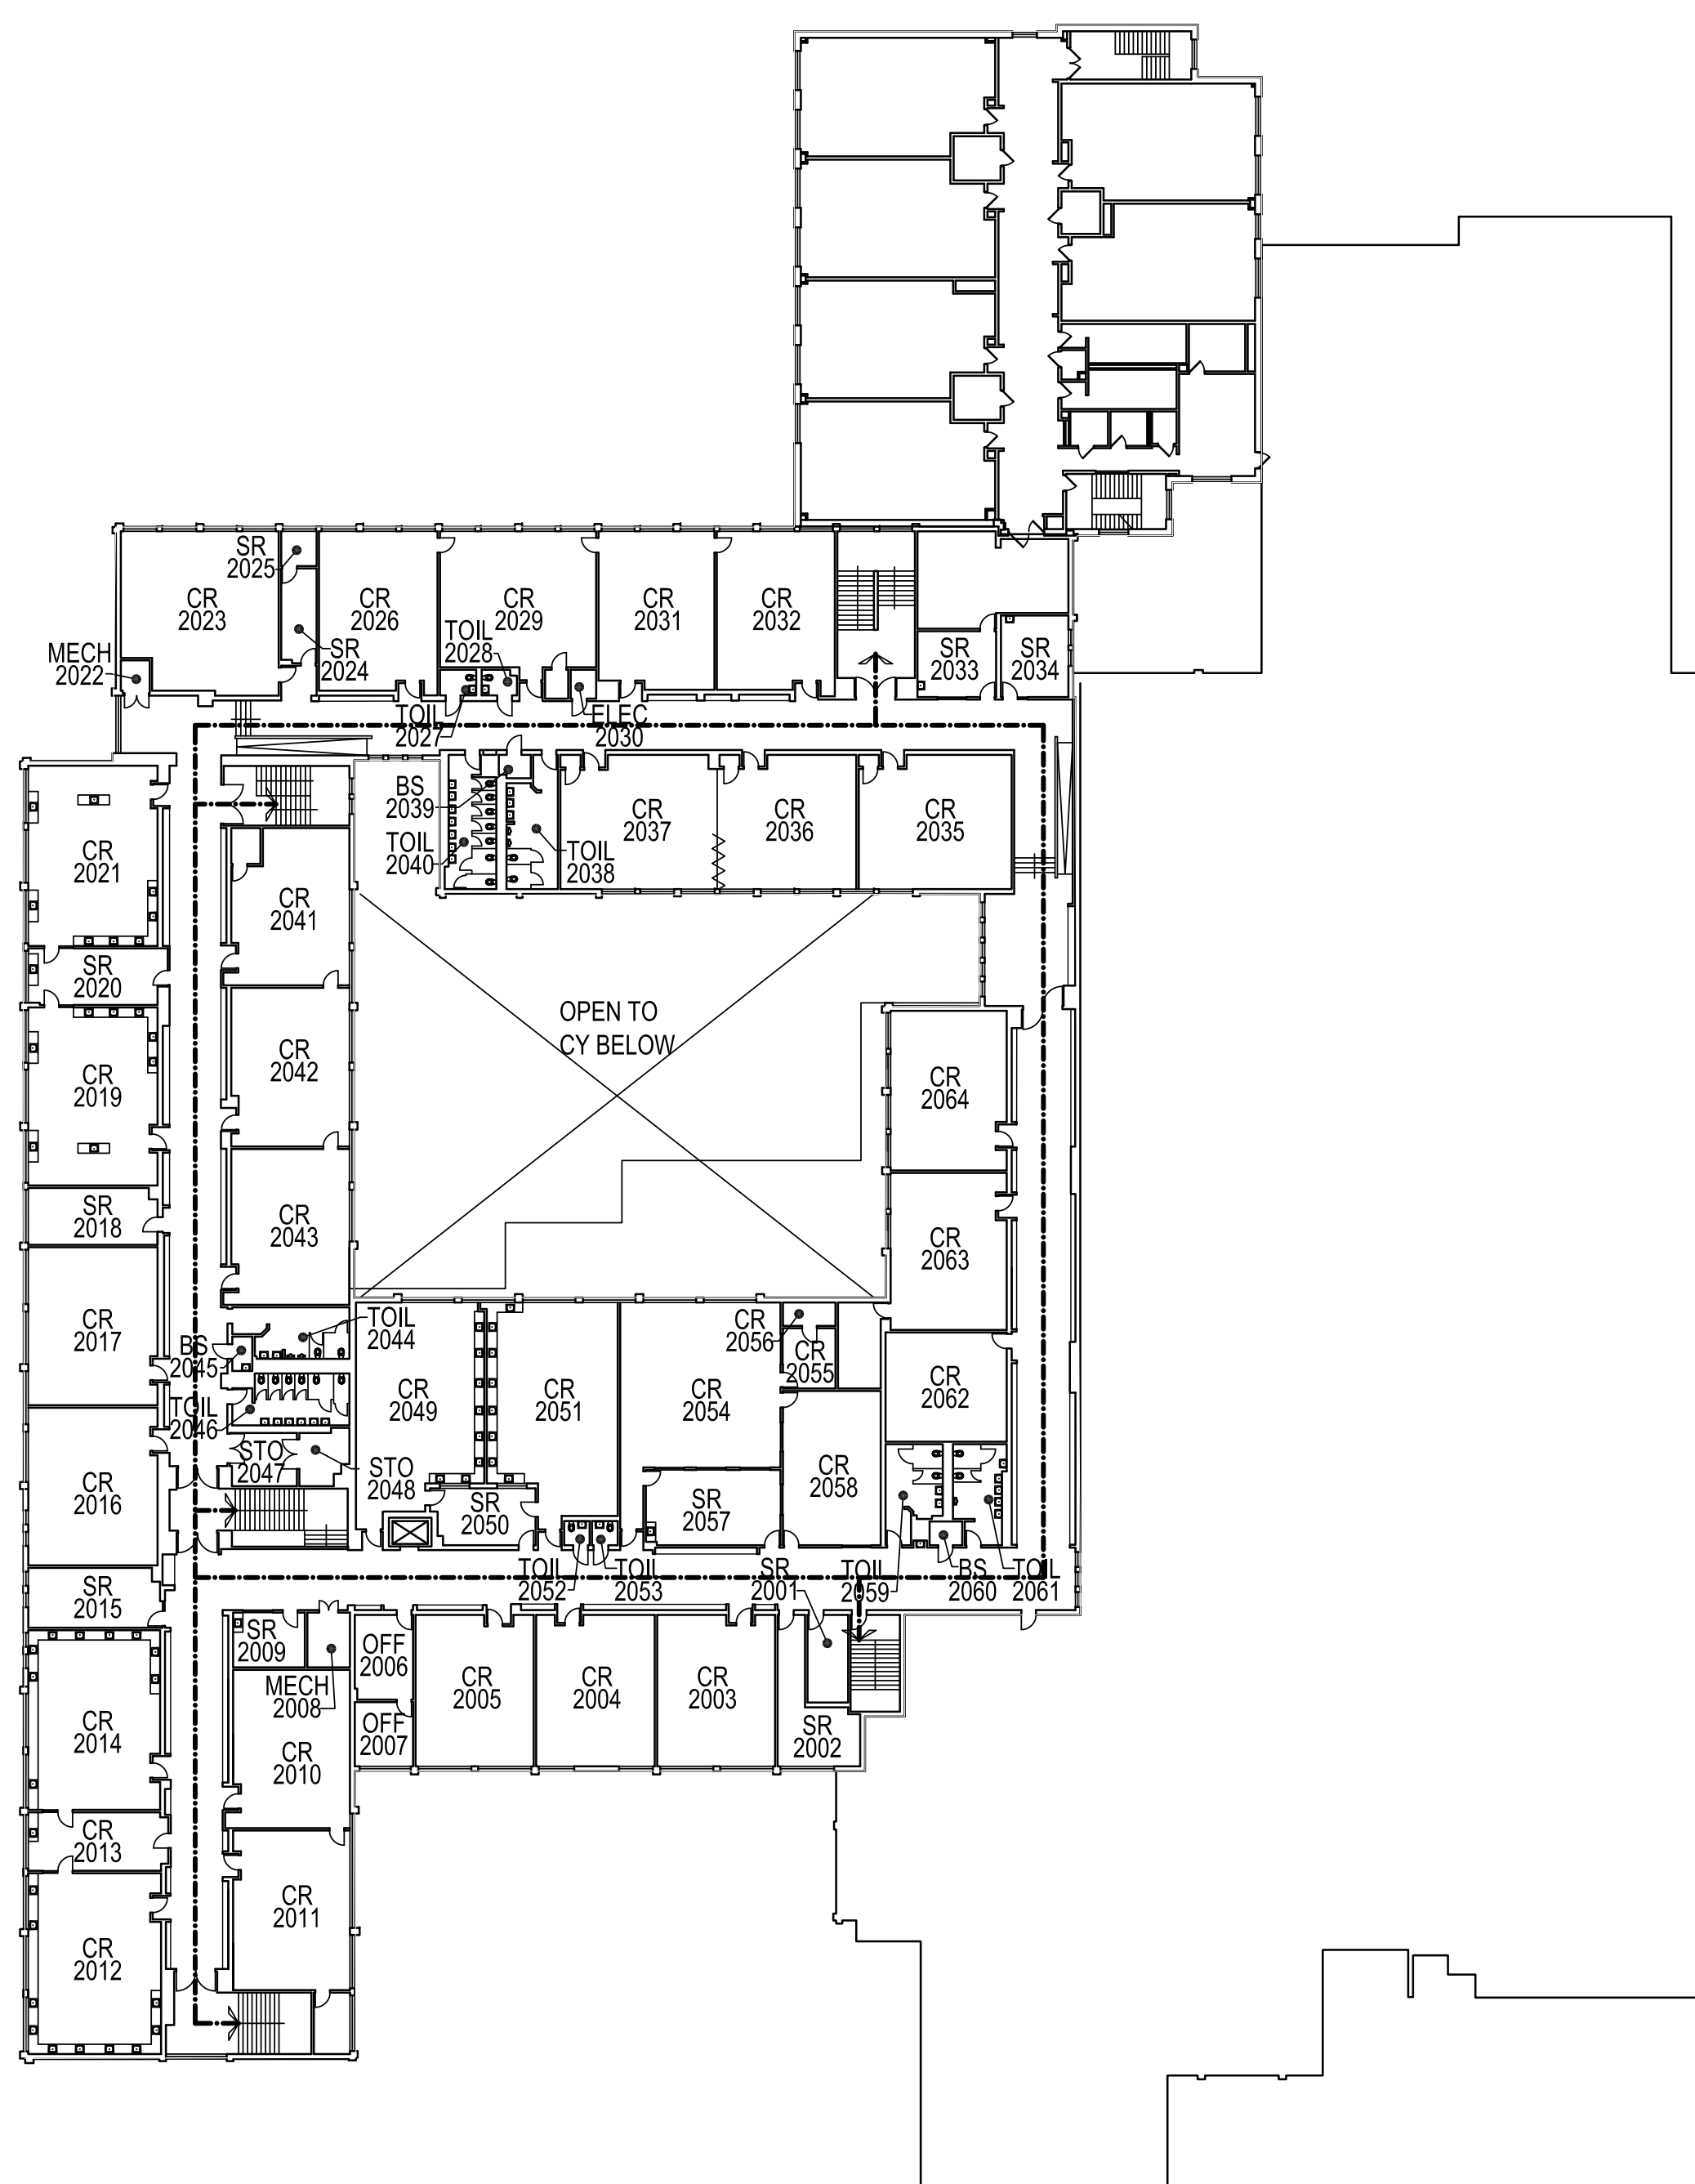 SR
2025
CR
2023
CR
2026
CR
2029
CR
2031
CR
2032
MECH
2022
SR
2024
TOIL
2028
SR
2033
SR
2034
TOIL
2027
ELEC
2030
BS
2039
TOIL
2040
TOIL
2038
CR
2037
CR
2036
CR
2035
CR
2021
CR
2041
SR
2020
OPEN TO
CY BELOW
CR
2019
CR
2042
CR
2064
SR
2018
CR
2043
CR
2063
CR
2017
TOIL
2044
BS
2045
CR
2056
CR
2055
CR
2062
TOIL
2046
CR
2049
CR
2051
CR
2054
STO
2047
STO
2048
CR
2016
SR
2050
SR
2057
CR
2058
SR
2015
TOIL
2052
TOIL
2053
SR
2001
TOIL
2059
BS
2060
TOIL
2061
SR
2009
OFF
2006
MECH
2008
CR
2005
CR
2004
CR
2003
CR
2014
OFF
2007
SR
2002
CR
2010
CR
2013
CR
2011
CR
2012